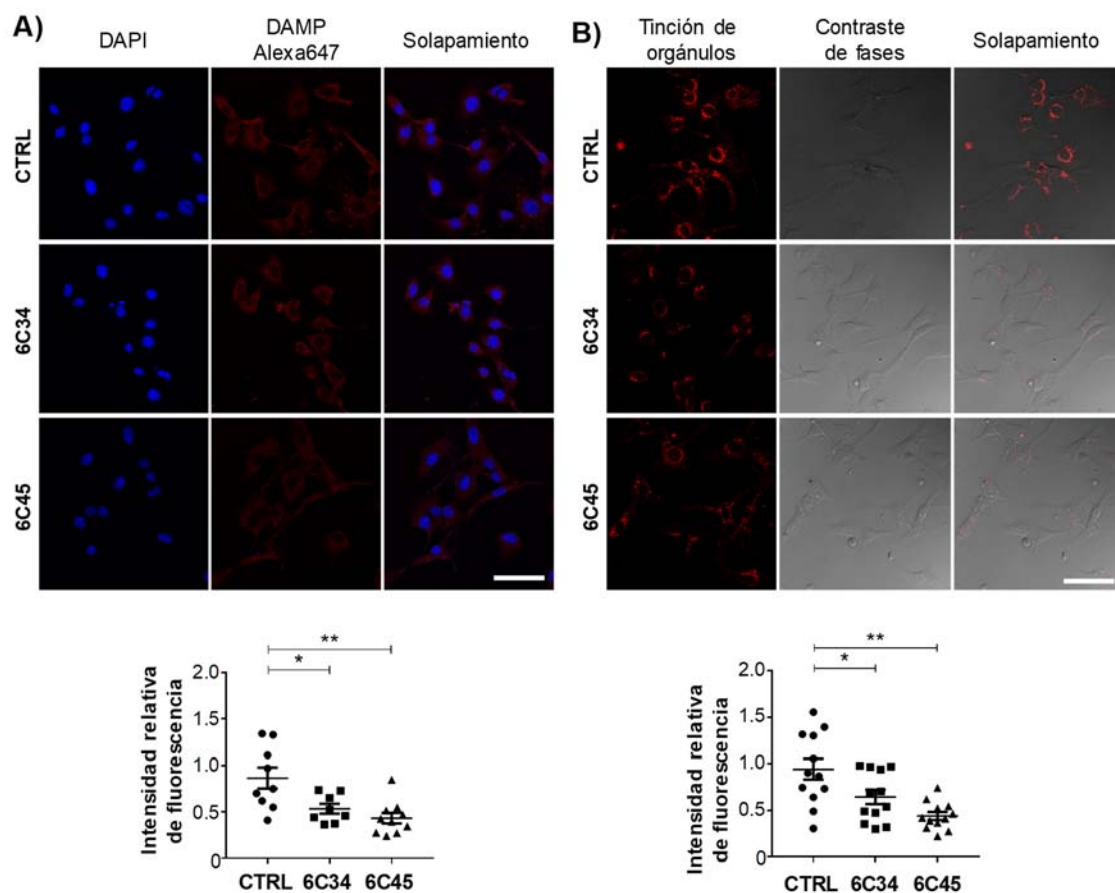 A)
DAPI
DAMP
Alexa647
Solapamiento
CTRL
6C34
6C45
**
*
Intensidad relativa
de fluorescencia
2.0
1.5
1.0
0.5
0.0
CTRL
6C34
6C45
B)
Tinción de
orgánulos
Contraste
de fases
Solapamiento
CTRL
6C34
6C45
**
*
Intensidad relativa
de fluorescencia
2.0
1.5
1.0
0.5
0.0
CTRL
6C34
6C45